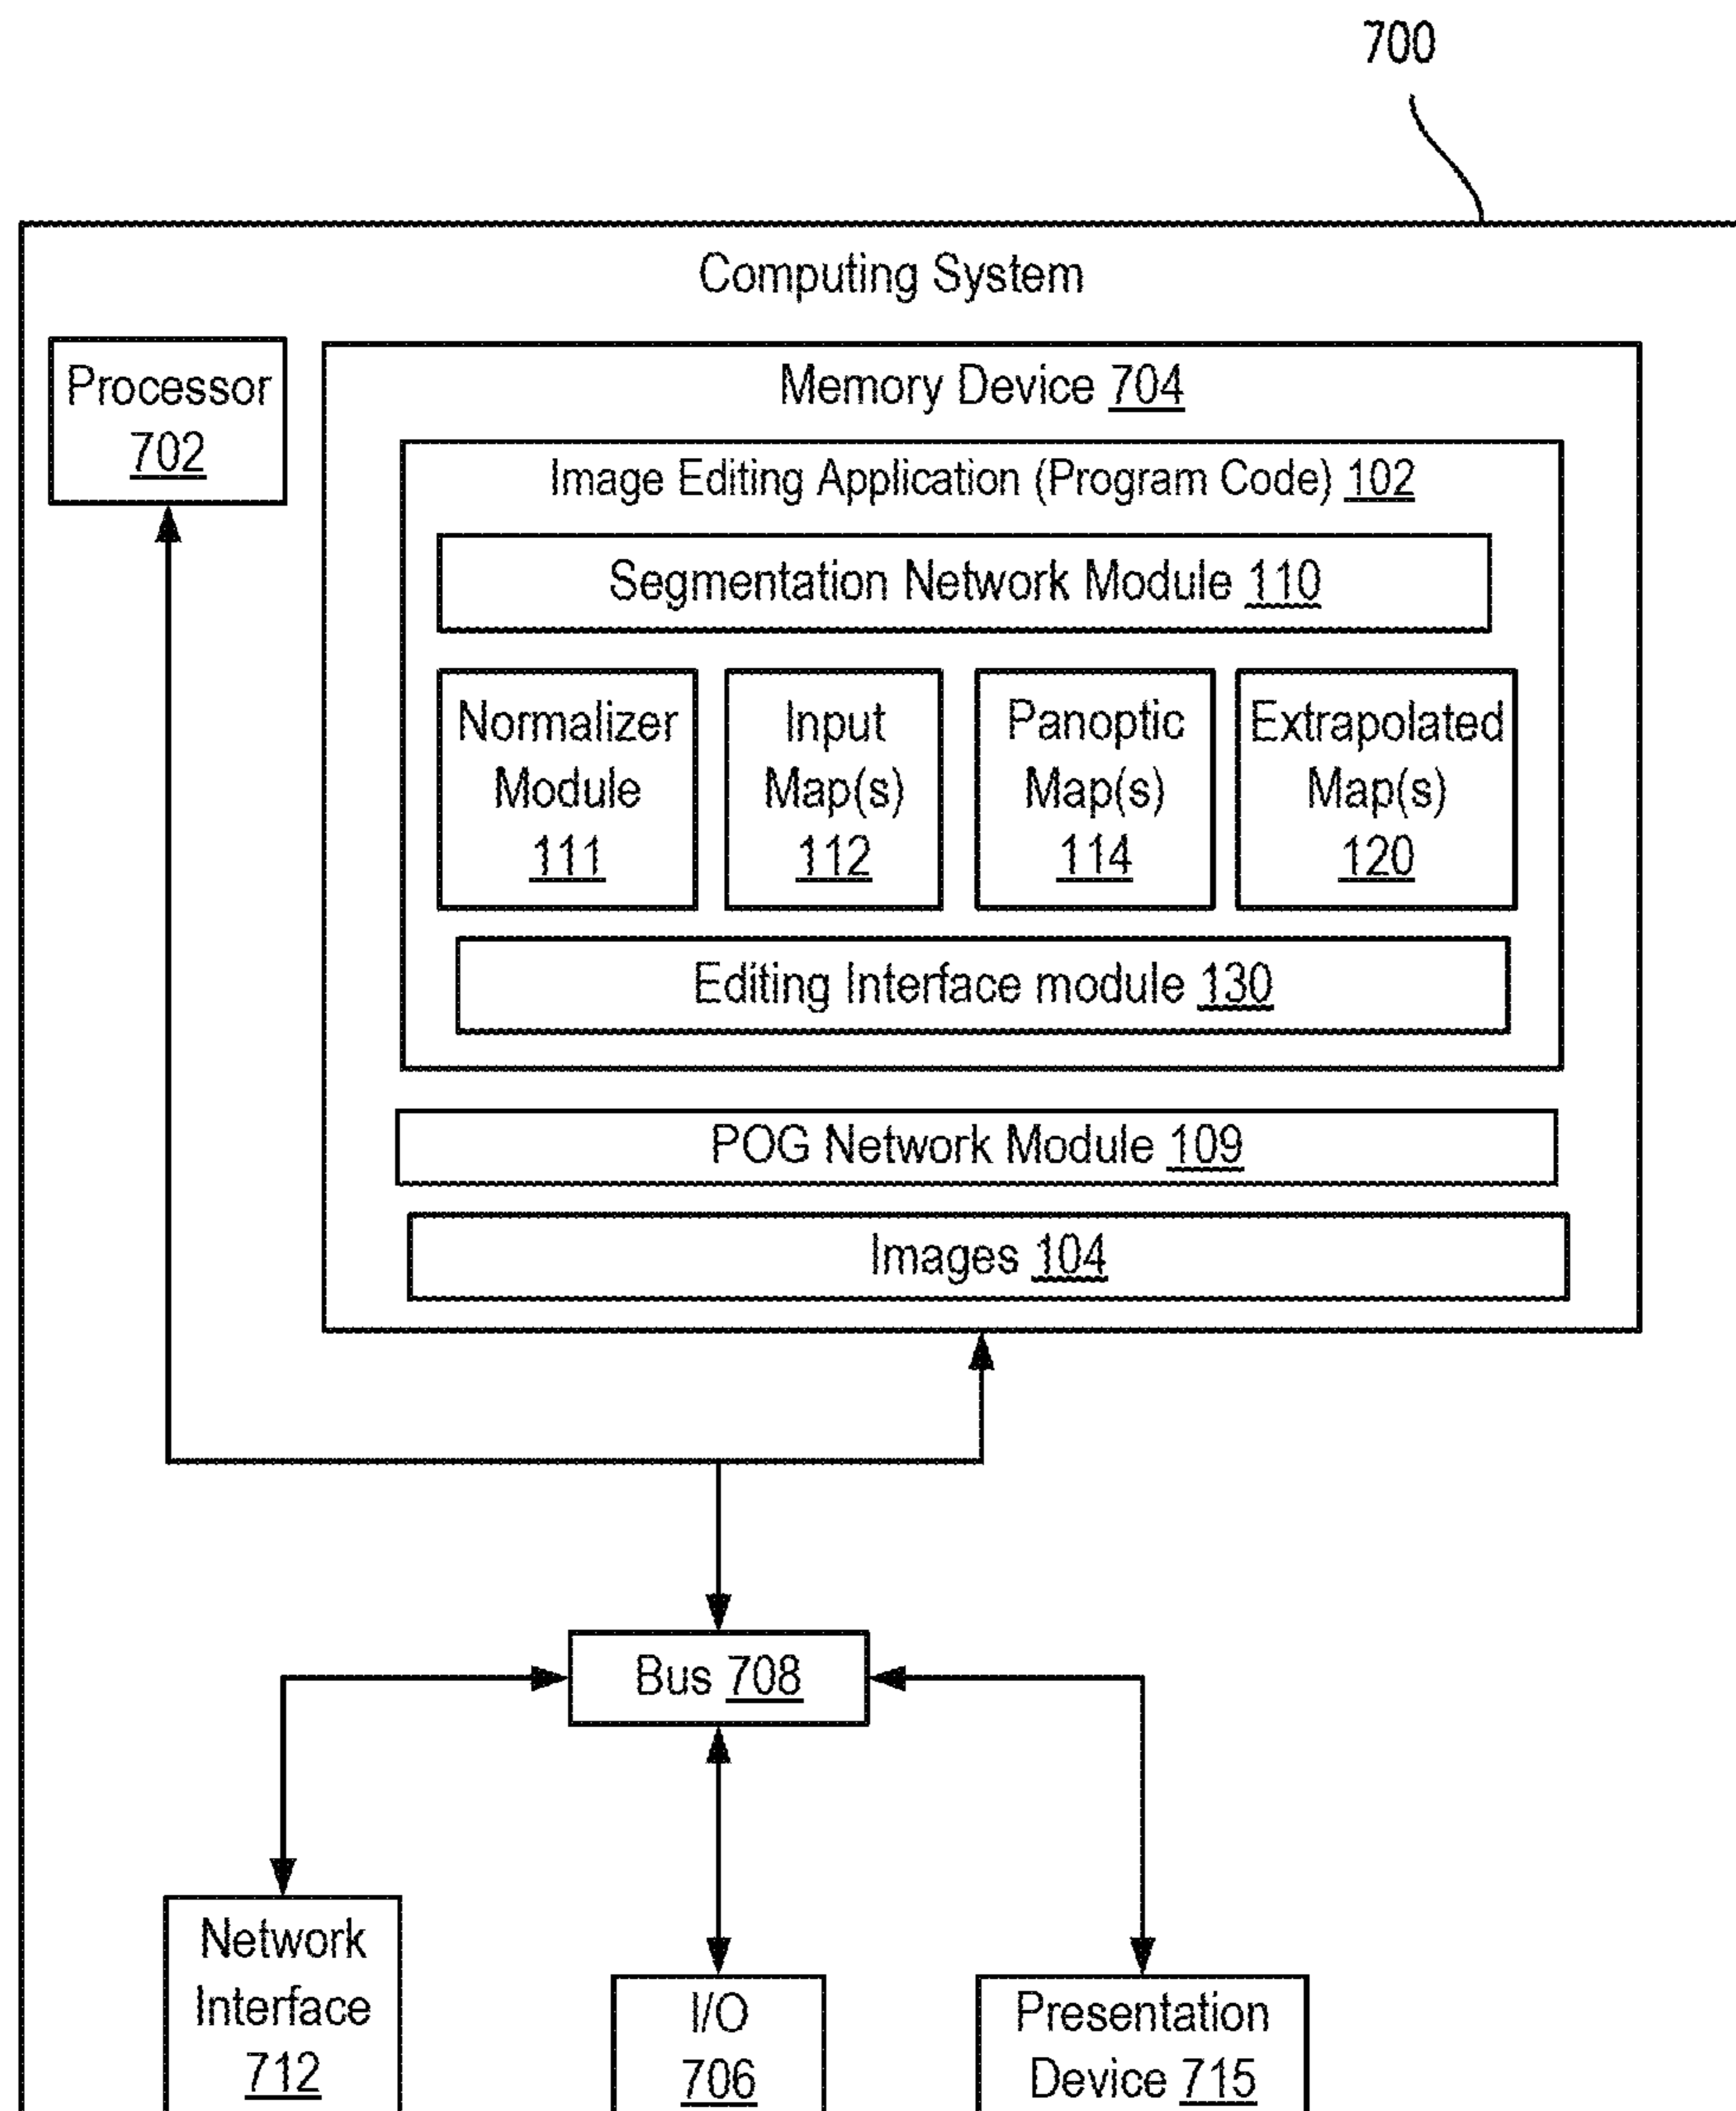 700
Computing System
Processor
702
Memory Device 704
Image Editing Application (Program Code) 102
Segmentation Network Module 110
Normalizer
Module
111
Input
Map(s)
112
Panoptic
Map(s)
114
Extrapolated
Map(s)
120
Editing Interface module 130
POG Network Module 109
Images 104
Bus 708
Network
Interface
712
I/O
706
Presentation
Device 715